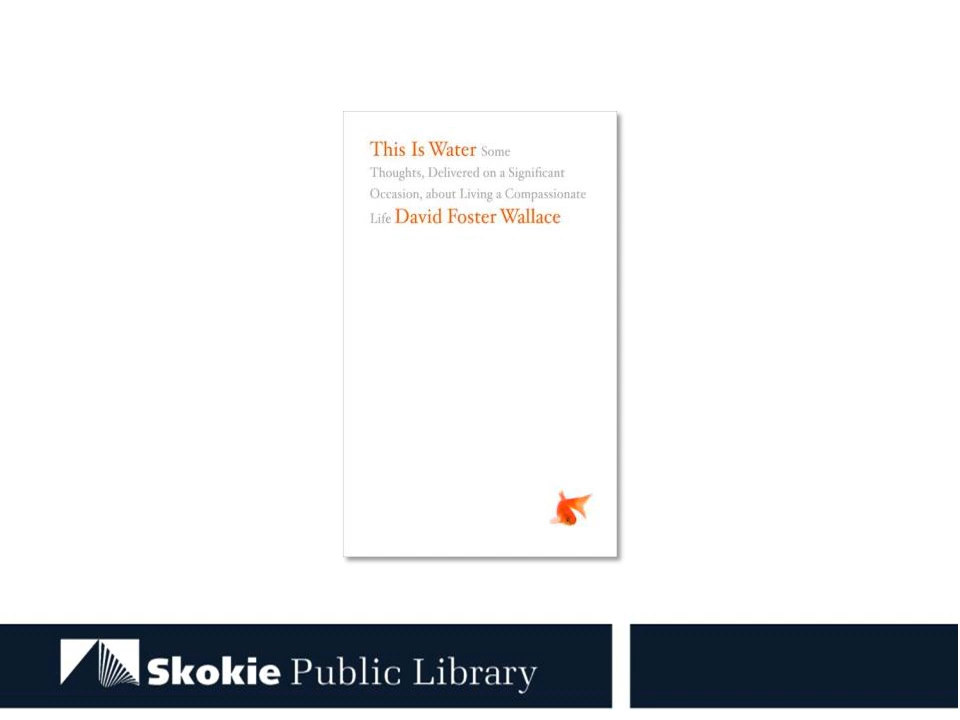 This Is Water Some
Thoughts, Delivered on a Significant
Occasion, about Living a Compassionate
Life David Foster Wallace
Skokie Public Library